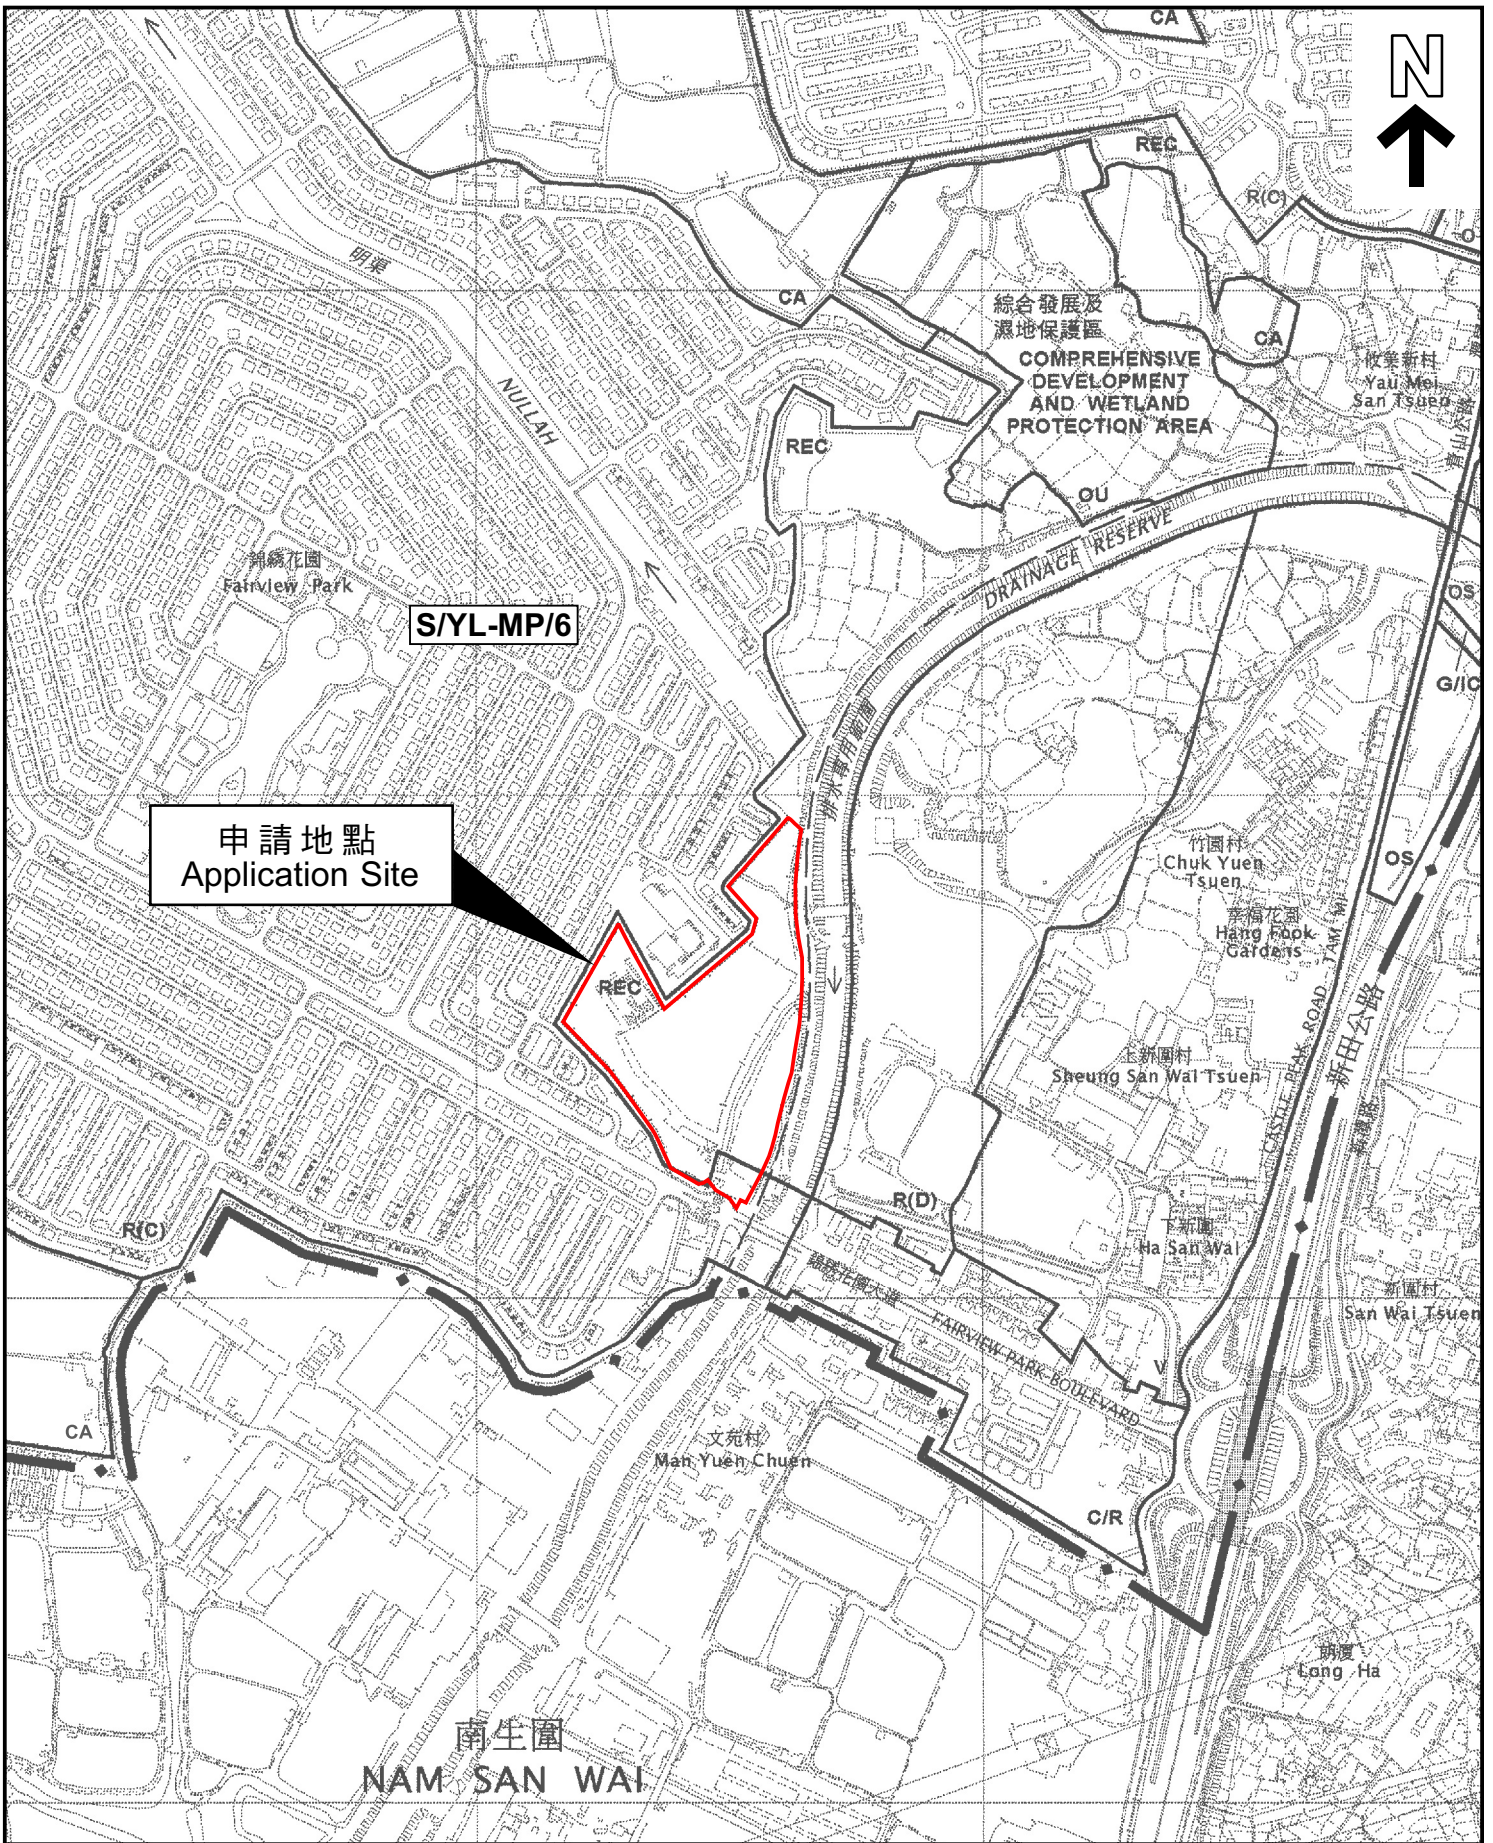 CA
N
REC
R(C)
O
明渠
CA
綜合發展及
濕地保護區
COMPREHENSIVE
DEVELOPMENT
AND WETLAND
PROTECTION AREA
CA
攸美新村
Yau Mei
San Tsuen
NULLAH
REC
OU
DRAINAGE RESERVE
錦綉花園
Fairview Park
S/YL-MP/6
OS
G/IC
排水專用範圍
申請地點
Application Site
竹園村
Chuk Yuen
Tsuen
OS
幸福花園
Hang Fook
Gardens
REC
CASTLE PEAK ROAD TAM MI
新田公路
上新圍村
Sheung San Wai Tsuen
R(D)
R(C)
下新圍
Ha San Wai
錦綉花園大道
新圍村
San Wai Tsuen
FAIRVIEW PARK BOULEVARD
V
CA
文苑村
Man Yuen Chuen
C/R
朗廈
Long Ha
南生圍
NAM SAN WAI